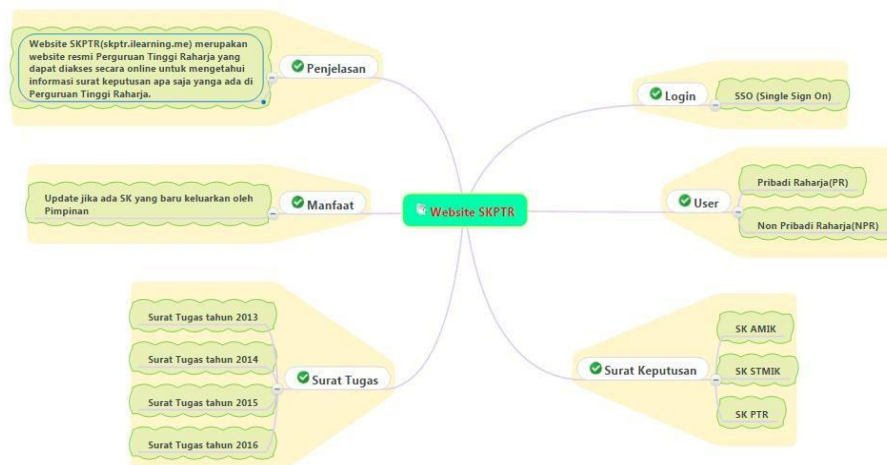 Website SKPTR(skptr.ilearning.me) merupakan
website resmi Perguruan Tinggi Raharja yang
dapat diakses secara online untuk mengetahui
informasi surat keputusan apa saja yanga ada di
Perguruan Tinggi Raharja.
Penjelasan
Update jika ada SK yang baru keluarkan oleh
Pimpinan
Manfaat
Surat Tugas tahun 2013
Surat Tugas tahun 2014
Surat Tugas tahun 2015
Surat Tugas tahun 2016
Surat Tugas
Website SKPTR
Login
SSO (Single Sign On)
User
Pribadi Raharja(PR)
Non Pribadi Raharja(NPR)
Surat Keputusan
SK AMIK
SK STMIK
SK PTR